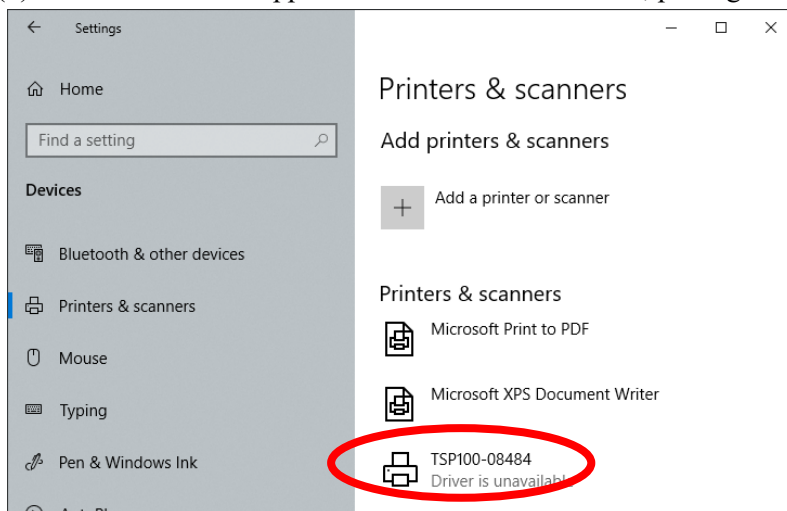 Settings
Home
Find a setting
Devices
Bluetooth & other devices
Printers & scanners
Mouse
Typing
Pen & Windows Ink
Printers & scanners
Add printers & scanners
Add a printer or scanner
Printers & scanners
Microsoft Print to PDF
Microsoft XPS Document Writer
TSP100-08484
Driver is unavailable